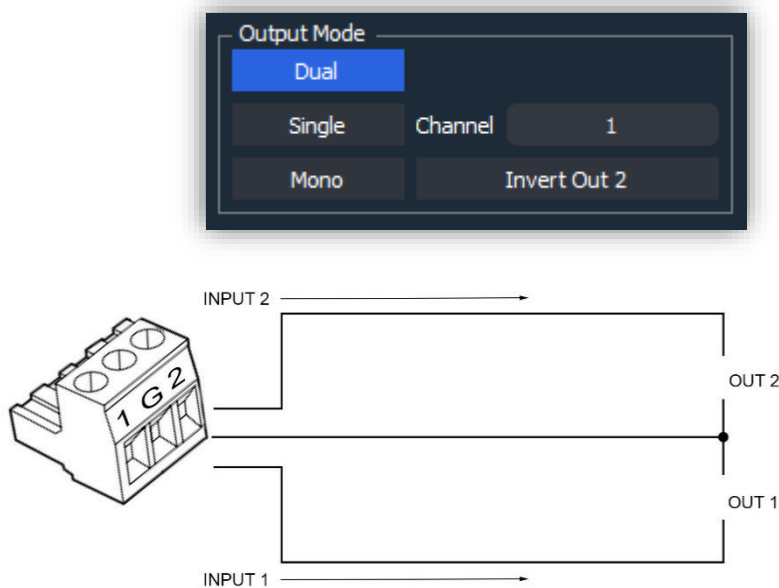 Output Mode
Dual
Single Channel 1
Mono Invert Out 2
INPUT 2
1 G 2
OUT 2
OUT 1
INPUT 1